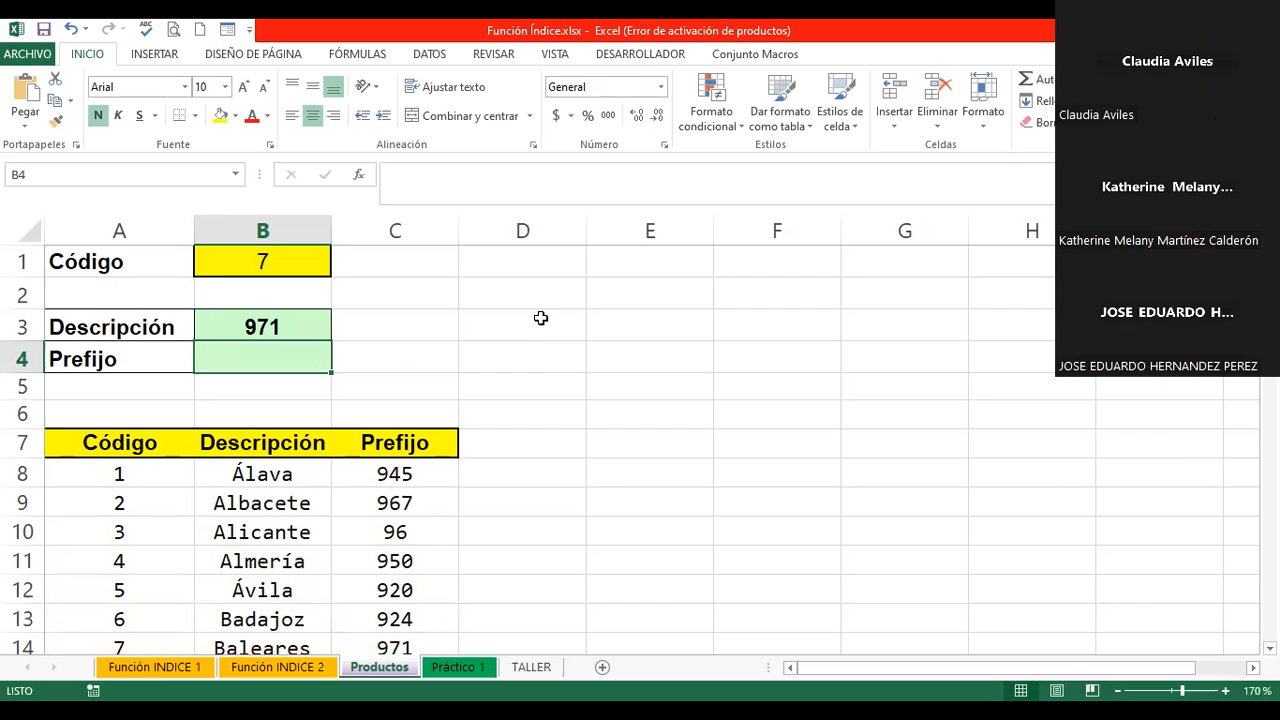 Función Índice.xlsx - Excel (Error de activación de productos)
ARCHIVO INICIO INSERTAR DISEÑO DE PÁGINA FÓRMULAS DATOS REVISAR VISTA DESARROLLADOR Conjunto Macros
Pegar
Arial 10
N K S
Ajustar texto
Combinar y centrar
General
$ % 000
Formato condicional
Dar formato como tabla
Estilos de celda
Insertar Eliminar Formato
Auto
Rell
Borr
Portapapeles Fuente Alineación Número Estilos Celdas
B4 fx
A B C D E F G H
1 Código 7
2
3 Descripción 971
4 Prefijo
5
6
7 Código Descripción Prefijo
8 1 Álava 945
9 2 Albacete 967
10 3 Alicante 96
11 4 Almería 950
12 5 Ávila 920
13 6 Badajoz 924
14 7 Baleares 971
Función INDICE 1 Función INDICE 2 Productos Práctico 1 TALLER
LISTO 170 %
Claudia Aviles
Claudia Aviles
Katherine Melany...
Katherine Melany Martínez Calderón
JOSE EDUARDO H...
JOSE EDUARDO HERNANDEZ PEREZ